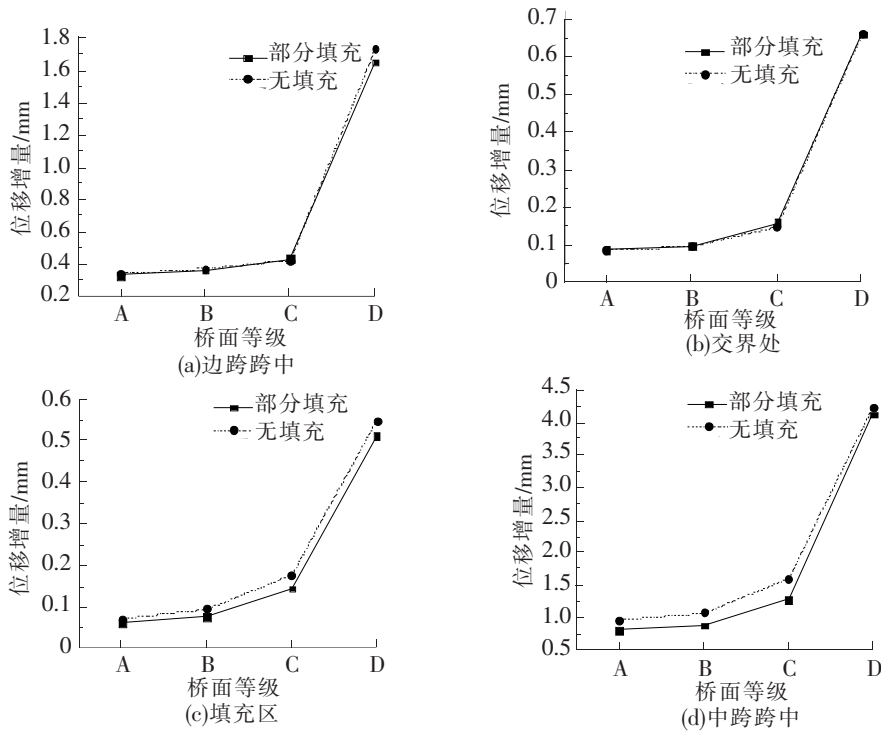 1.8
1.6
1.4
1.2
1.8
1.0
0.6
0.4
0.2
位移增量/mm
部分填充
无填充
A B C D
桥面等级
(a)边跨跨中
0.7
0.6
0.5
0.4
0.3
0.2
0.1
0
位移增量/mm
部分填充
无填充
A B C D
桥面等级
(b)交界处
0.6
0.5
0.4
0.3
0.2
0.1
0
位移增量/mm
部分填充
无填充
A B C D
桥面等级
(c)填充区
4.5
4.0
4.5
4.0
2.5
2.0
1.5
1.0
0.5
位移增量/mm
部分填充
无填充
A B C D
桥面等级
(d)中跨跨中